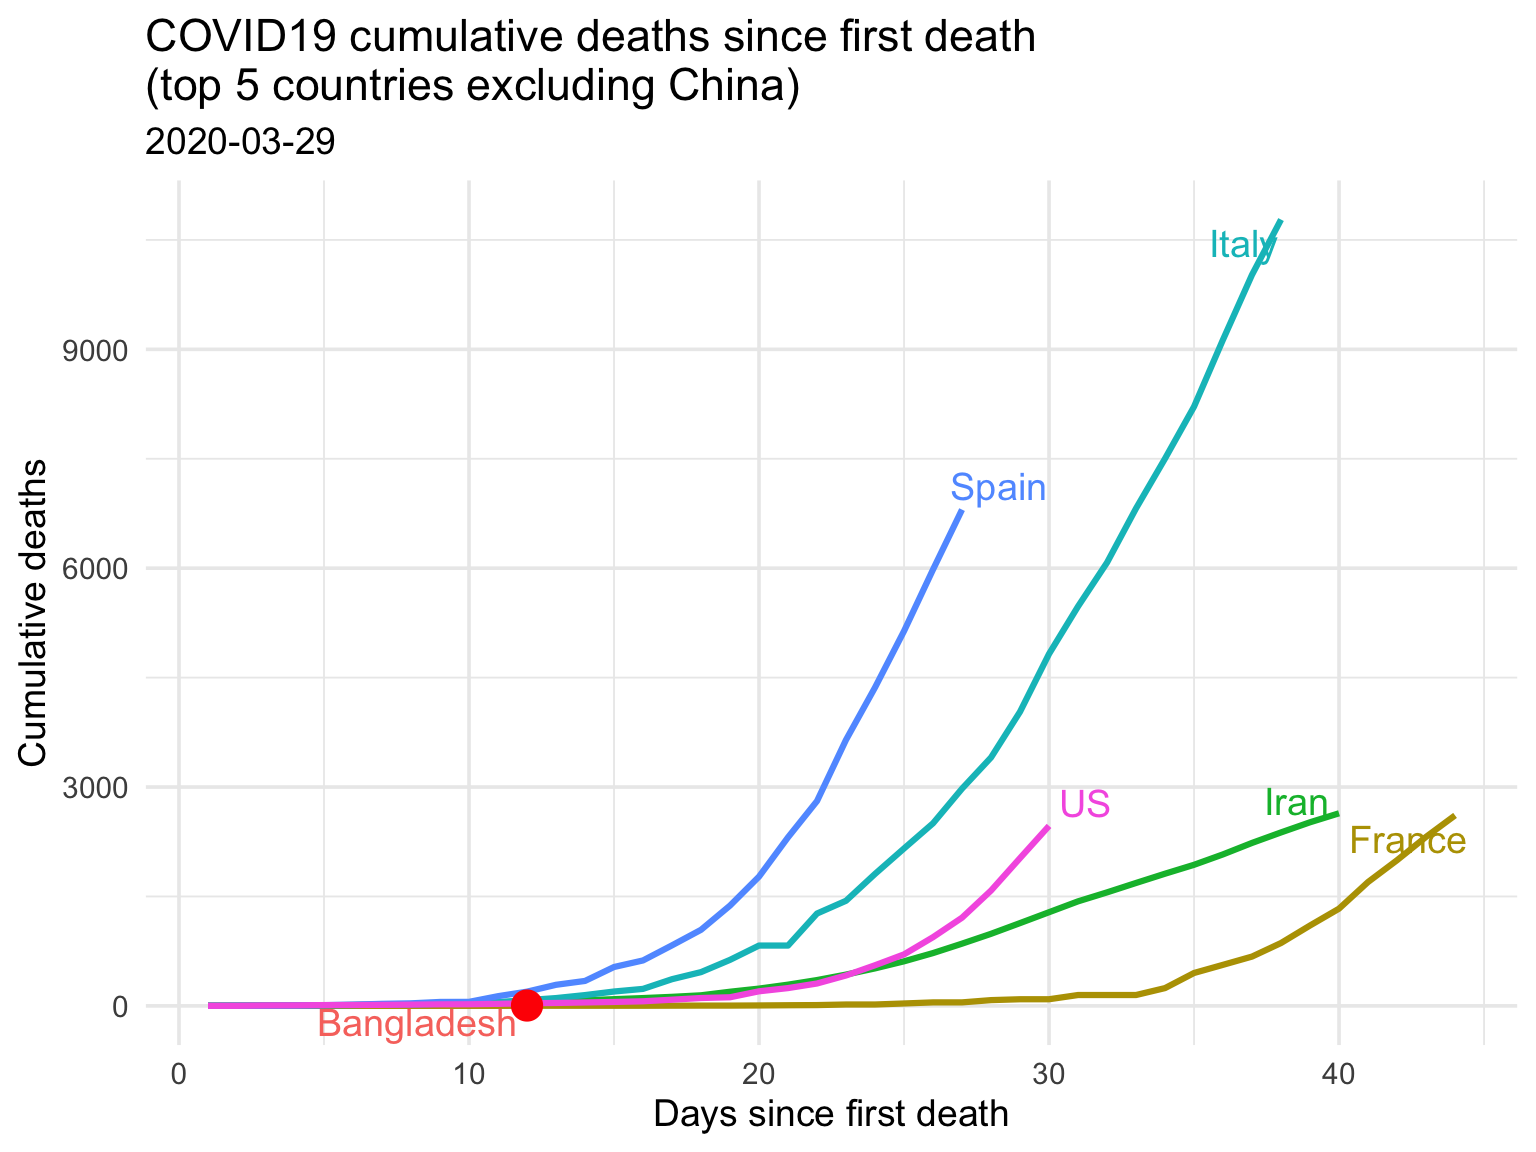 COVID19 cumulative deaths since first death
(top 5 countries excluding China)
2020-03-29
Italy
9000
Spain
6000
Cumulative deaths
3000
US
Iran
France
0
Bangladesh
0 10 20 30 40
Days since first death